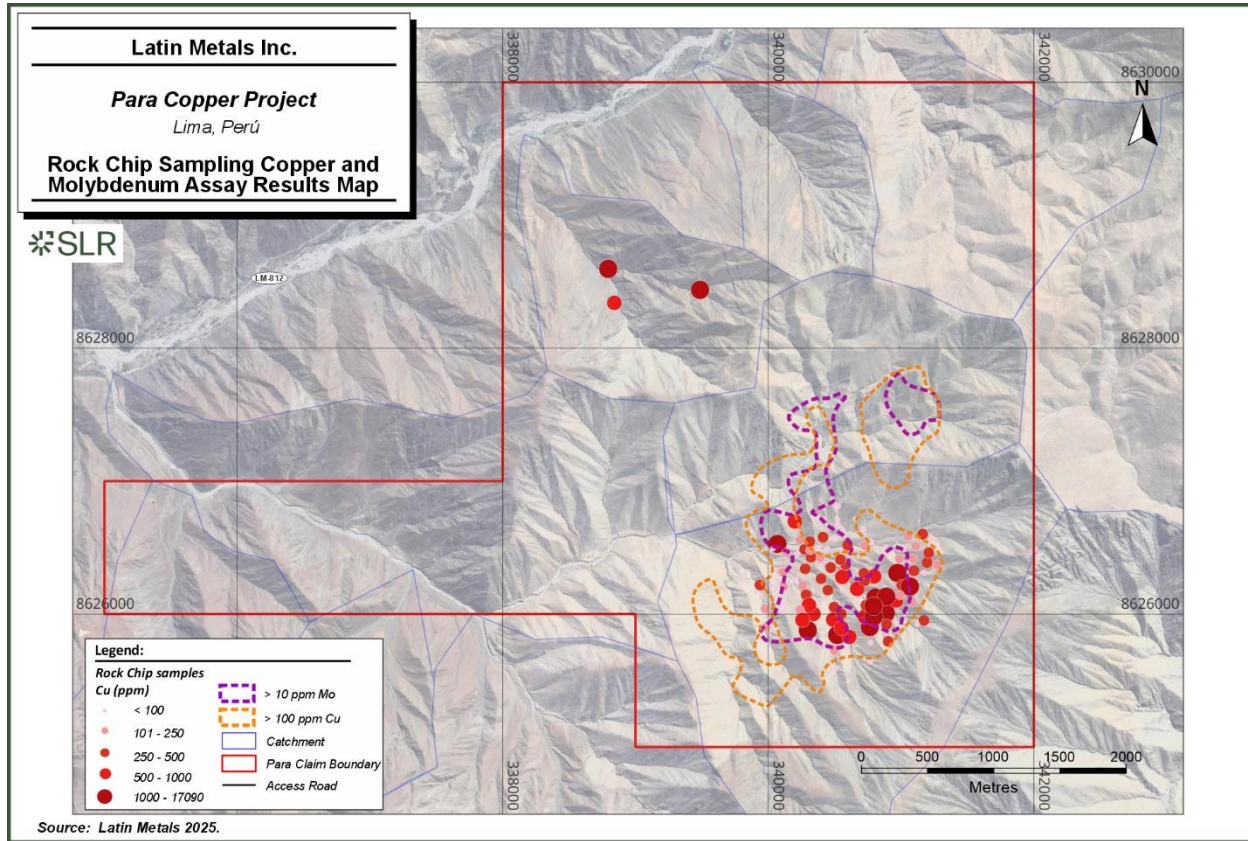 Latin Metals Inc.
Para Copper Project
Lima, Perú
Rock Chip Sampling Copper and
Molybdenum Assay Results Map
SLR
338000
340000
342000
8630000
N
LM-812
8628000
8628000
8626000
8626000
Legend:
Rock Chip samples
Cu (ppm)
< 100
101 - 250
250 - 500
500 - 1000
1000 - 17090
> 10 ppm Mo
> 100 ppm Cu
Catchment
Para Claim Boundary
Access Road
338000
340000
342000
0 500 1000 1500 2000
Metres
Source: Latin Metals 2025.